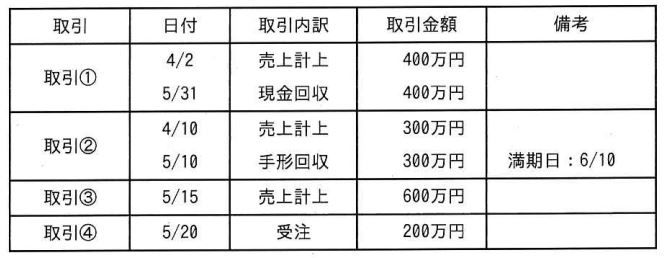 取引 日付 取引内訳 取引金額 備考
取引① 4/2 売上計上 400万円
5/31 現金回収 400万円
取引② 4/10 売上計上 300万円
5/10 手形回収 300万円 満期日：6/10
取引③ 5/15 売上計上 600万円
取引④ 5/20 受注 200万円